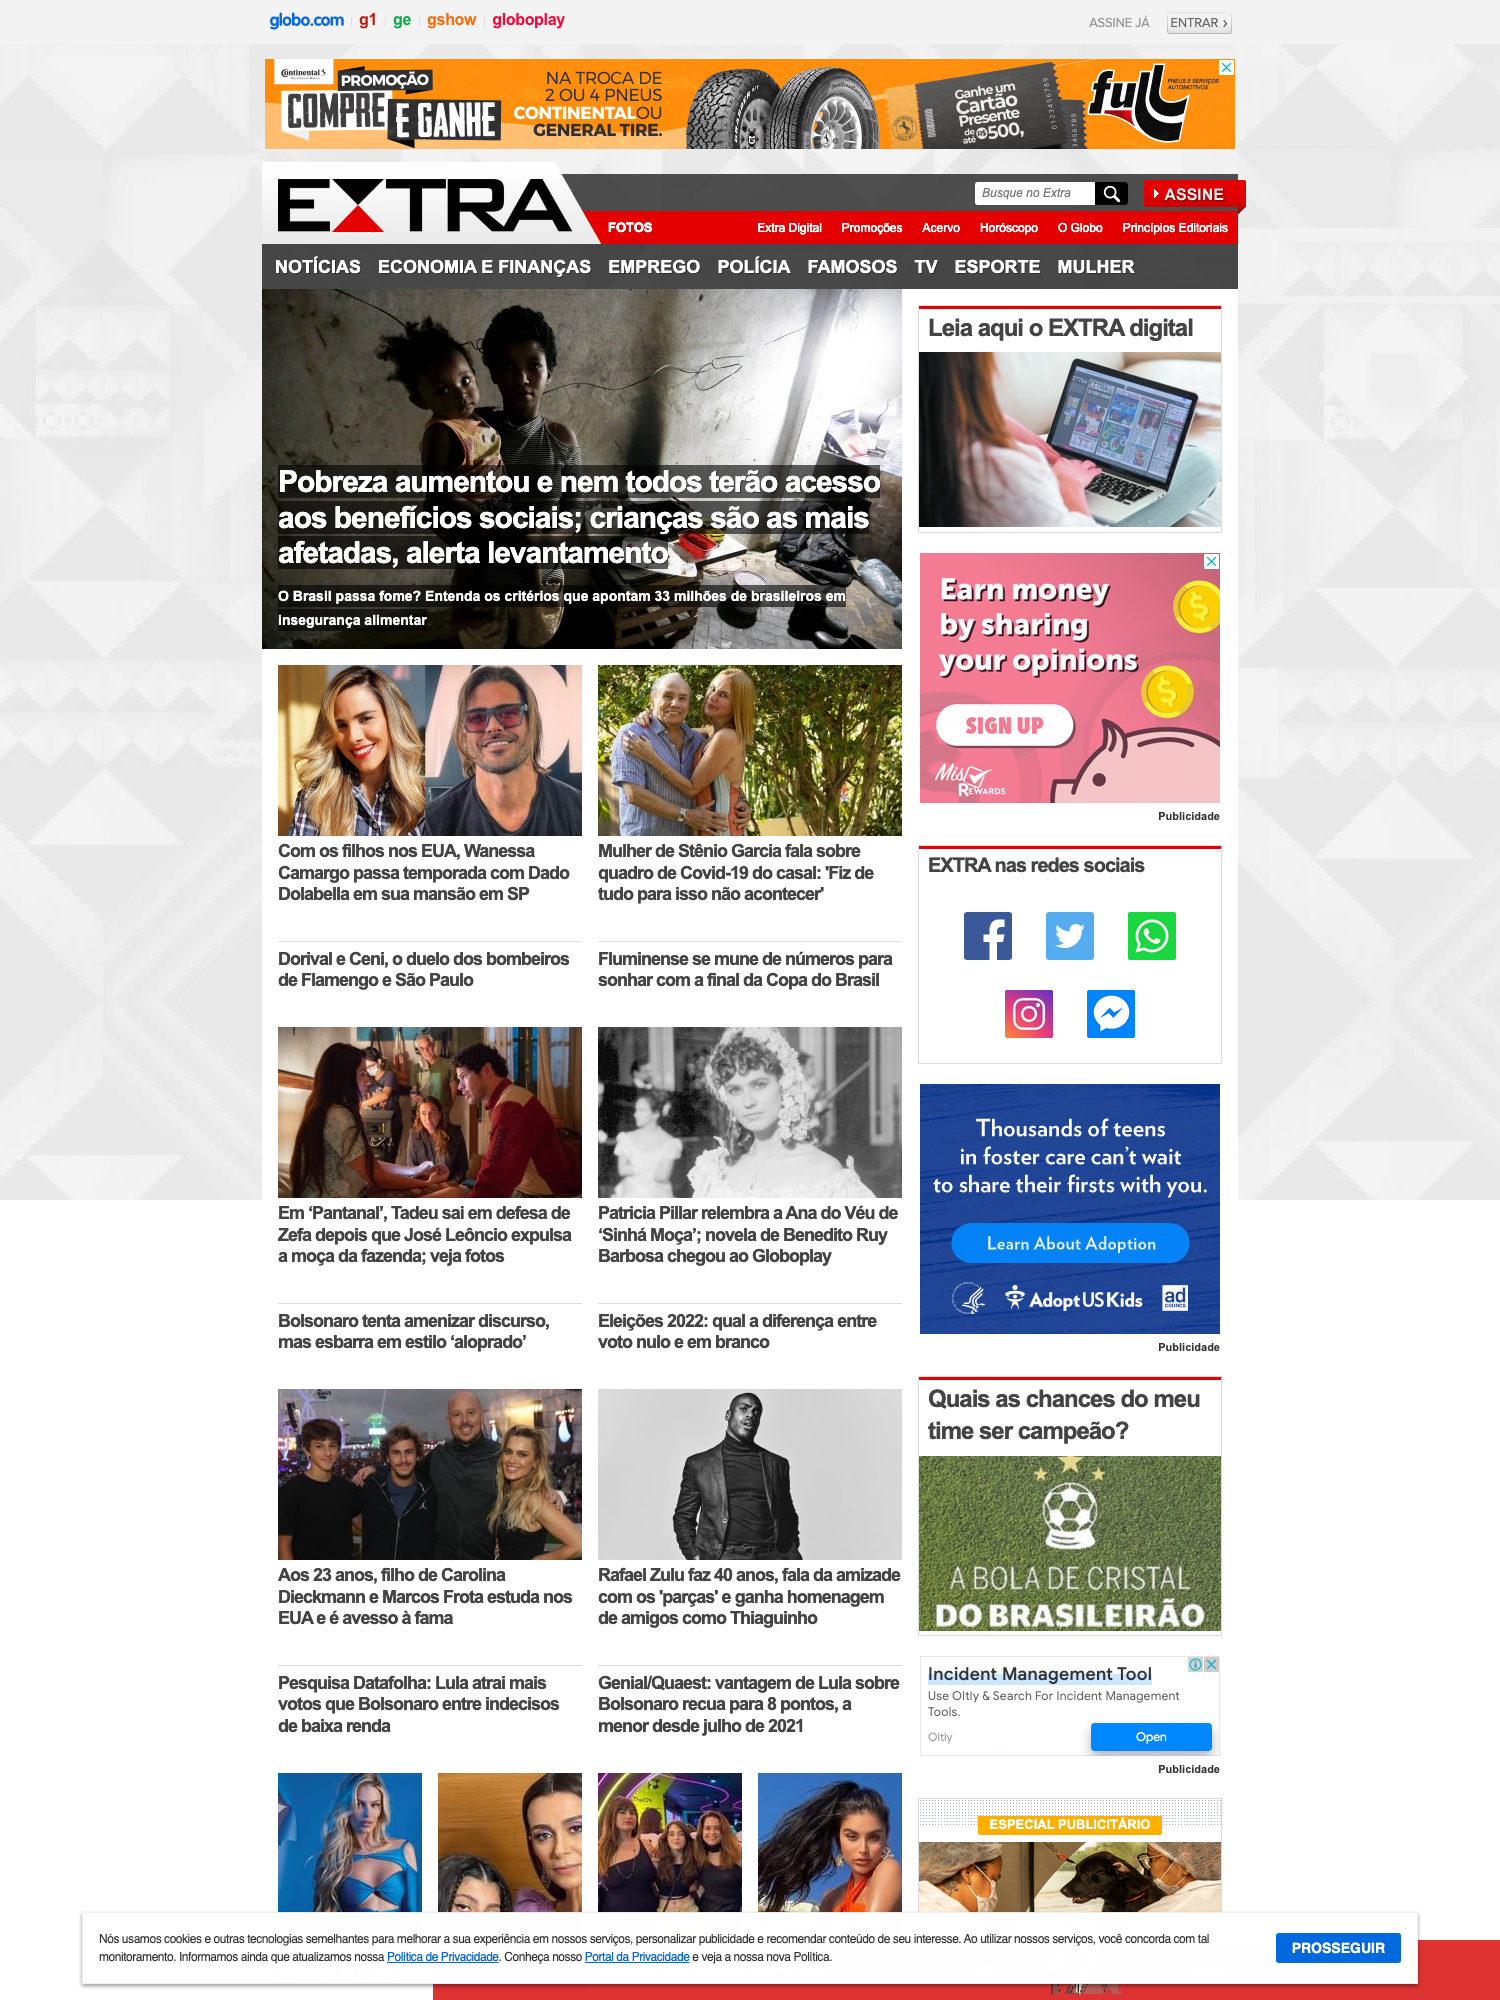 globo.com
g1
ge
gshow
globoplay
ASSINE JÁ
ENTRAR ›
Continental
PROMOÇÃO
COMPRE
E GANHE
NA TROCA DE
2 OU 4 PNEUS
CONTINENTAL OU
GENERAL TIRE.
Ganhe um
Cartão
Presente
de até R$ 500,
0123456789
full
PNEUS E SERVIÇOS
AUTOMOTIVOS
EXTRA
Busque no Extra
ASSINE
FOTOS
Extra Digital
Promoções
Acervo
Horóscopo
O Globo
Princípios Editoriais
NOTÍCIAS
ECONOMIA E FINANÇAS
EMPREGO
POLÍCIA
FAMOSOS
TV
ESPORTE
MULHER
Pobreza aumentou e nem todos terão acesso
aos benefícios sociais; crianças são as mais
afetadas, alerta levantamento
O Brasil passa fome? Entenda os critérios que apontam 33 milhões de brasileiros em
insegurança alimentar
Leia aqui o EXTRA digital
Earn money
by sharing
your opinions
SIGN UP
Mis
REWARDS
Publicidade
Com os filhos nos EUA, Wanessa
Camargo passa temporada com Dado
Dolabella em sua mansão em SP
Mulher de Stênio Garcia fala sobre
quadro de Covid-19 do casal: 'Fiz de
tudo para isso não acontecer'
EXTRA nas redes sociais
Dorival e Ceni, o duelo dos bombeiros
de Flamengo e São Paulo
Fluminense se mune de números para
sonhar com a final da Copa do Brasil
Em ‘Pantanal’, Tadeu sai em defesa de
Zefa depois que José Leôncio expulsa
a moça da fazenda; veja fotos
Patricia Pillar relembra a Ana do Véu de
‘Sinhá Moça’; novela de Benedito Ruy
Barbosa chegou ao Globoplay
Thousands of teens
in foster care can’t wait
to share their firsts with you.
Learn About Adoption
AdoptUSKids
ad
COUNCIL
Publicidade
Bolsonaro tenta amenizar discurso,
mas esbarra em estilo ‘aloprado’
Eleições 2022: qual a diferença entre
voto nulo e em branco
Quais as chances do meu
time ser campeão?
A BOLA DE CRISTAL
DO BRASILEIRÃO
Aos 23 anos, filho de Carolina
Dieckmann e Marcos Frota estuda nos
EUA e é avesso à fama
Rafael Zulu faz 40 anos, fala da amizade
com os 'parças' e ganha homenagem
de amigos como Thiaguinho
Incident Management Tool
Use Oltly & Search For Incident Management
Tools.
Oltly
Open
Publicidade
Pesquisa Datafolha: Lula atrai mais
votos que Bolsonaro entre indecisos
de baixa renda
Genial/Quaest: vantagem de Lula sobre
Bolsonaro recua para 8 pontos, a
menor desde julho de 2021
ESPECIAL PUBLICITÁRIO
Nós usamos cookies e outras tecnologias semelhantes para melhorar a sua experiência em nossos serviços, personalizar publicidade e recomendar conteúdo de seu interesse. Ao utilizar nossos serviços, você concorda com tal
monitoramento. Informamos ainda que atualizamos nossa Política de Privacidade. Conheça nosso Portal da Privacidade e veja a nossa nova Política.
PROSSEGUIR